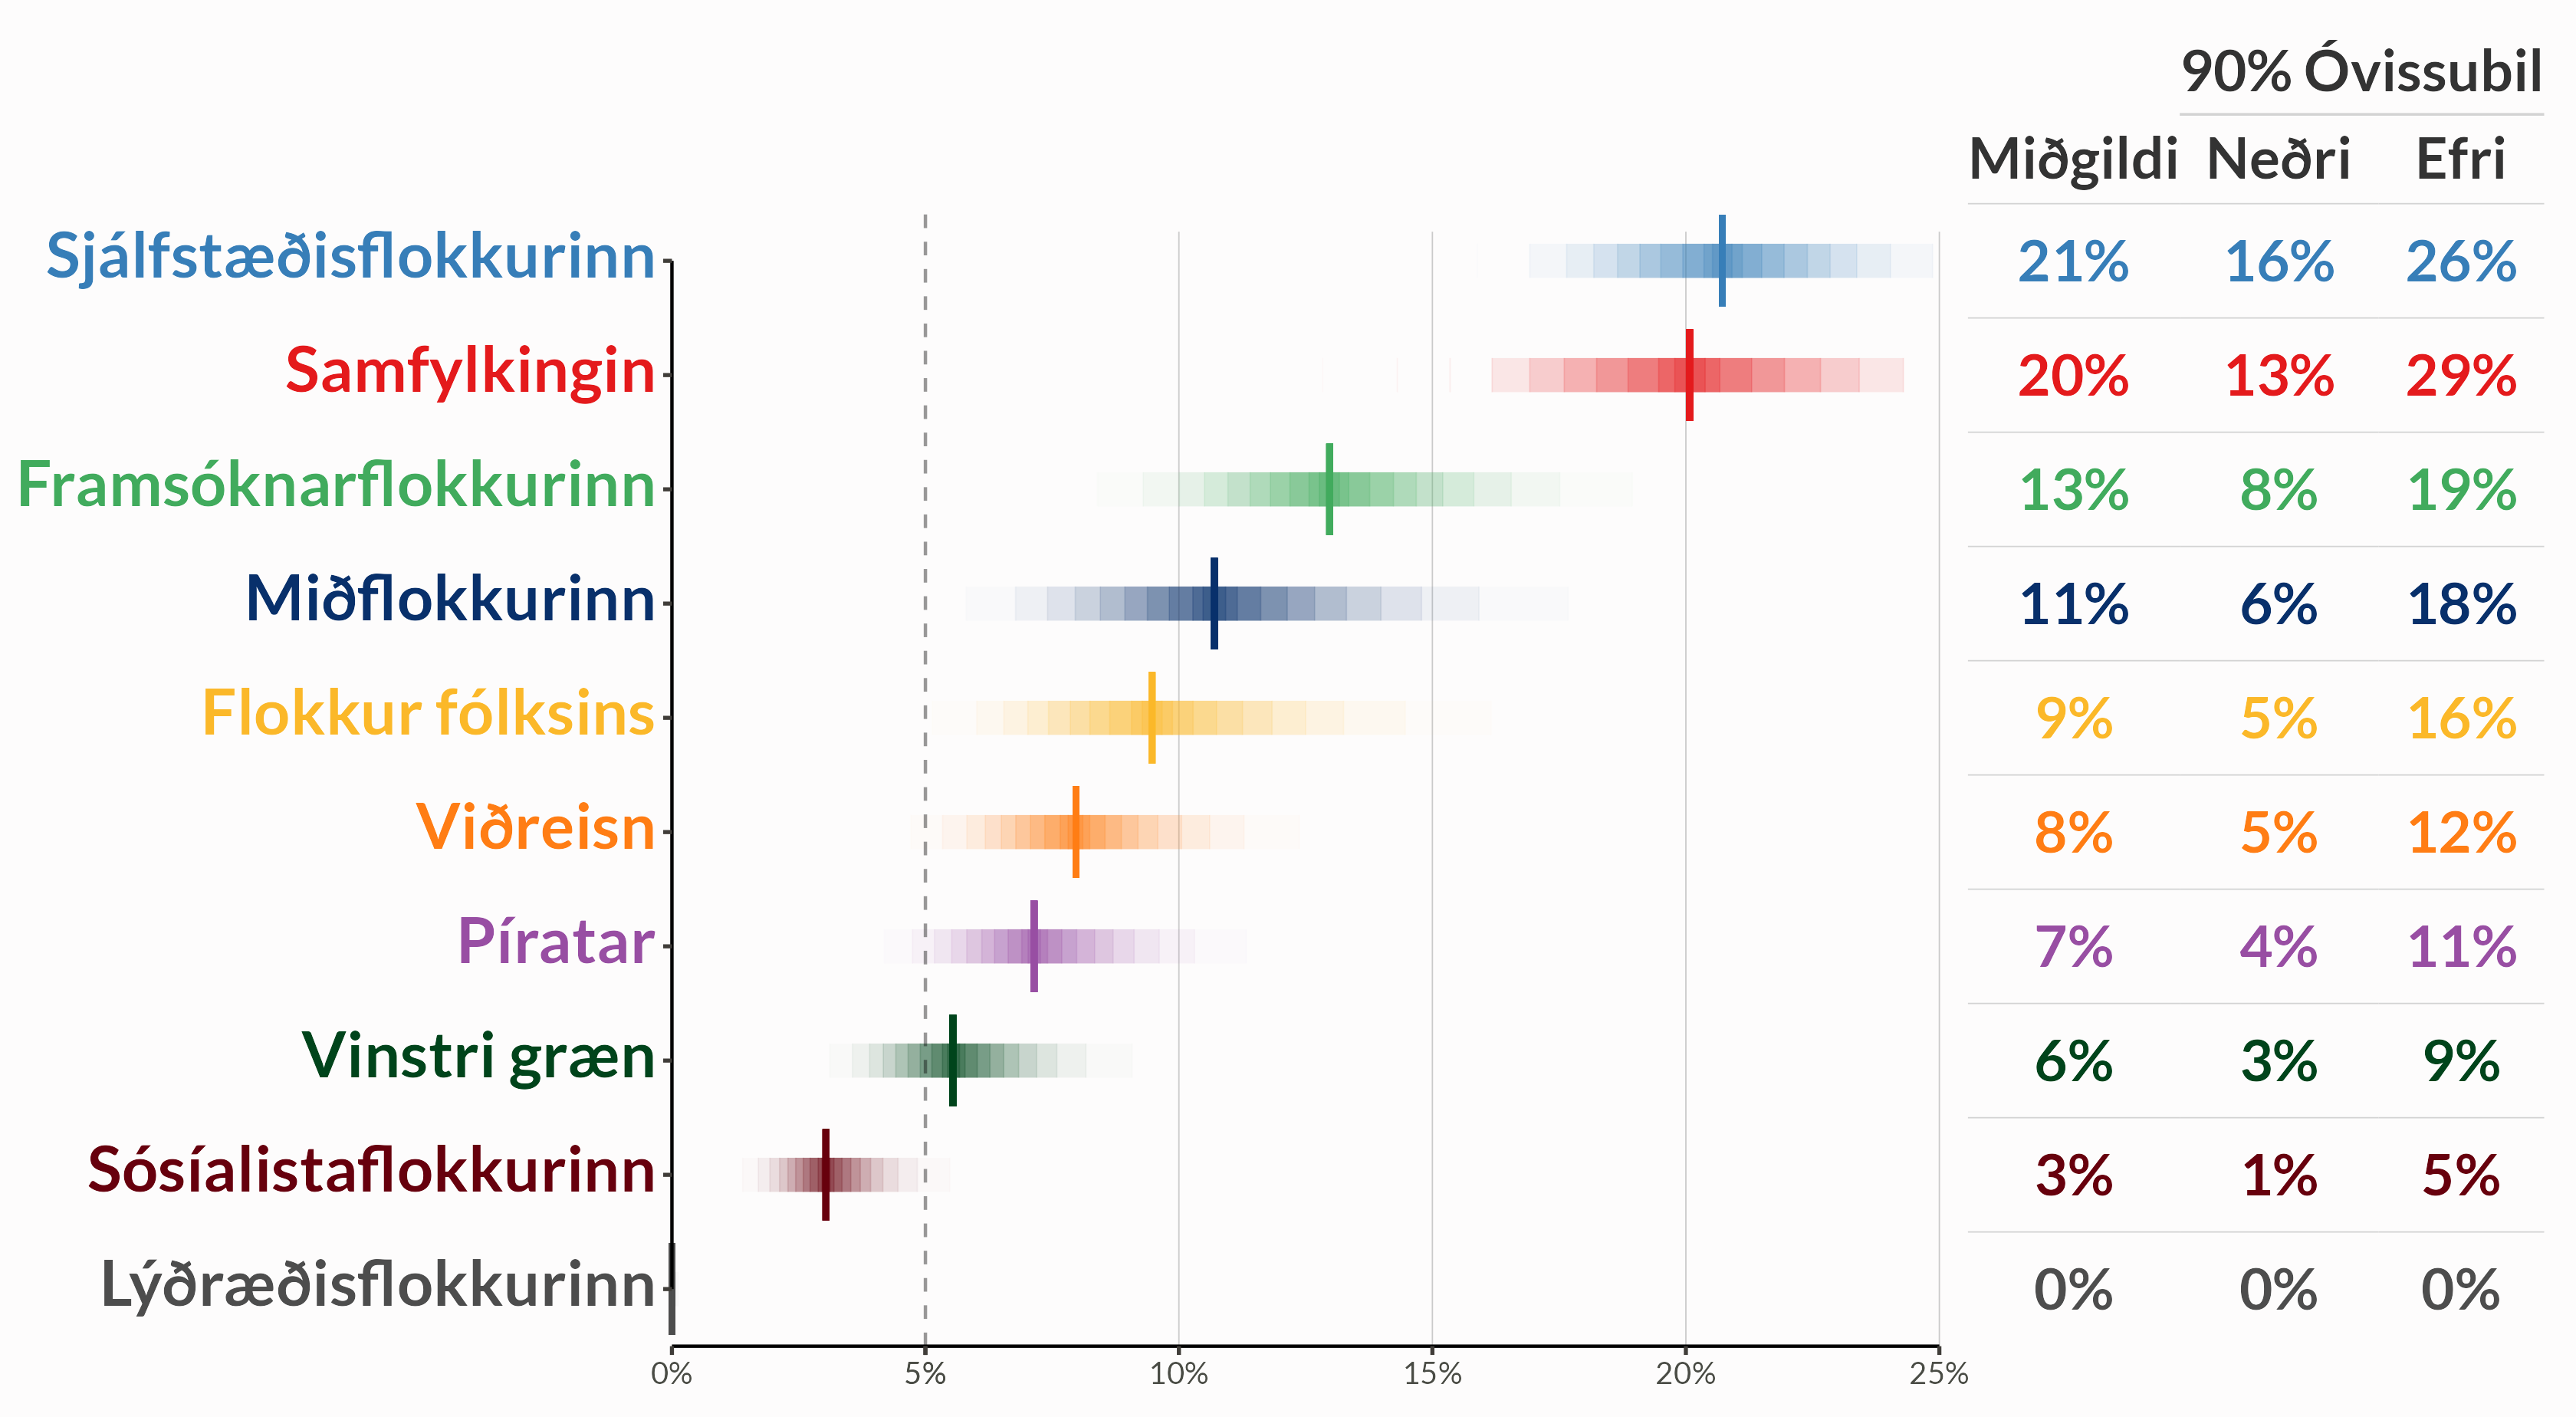 90% Óvissubil
Miðgildi Neðri Efri
Sjálfstæðisflokkurinn 21% 16% 26%
Samfylkingin 20% 13% 29%
Framsóknarflokkurinn 13% 8% 19%
Miðflokkurinn 11% 6% 18%
Flokkur fólksins 9% 5% 16%
Viðreisn 8% 5% 12%
Píratar 7% 4% 11%
Vinstri græn 6% 3% 9%
Sósíalistaflokkurinn 3% 1% 5%
Lýðræðisflokkurinn 0% 0% 0%
0% 5% 10% 15% 20% 25%